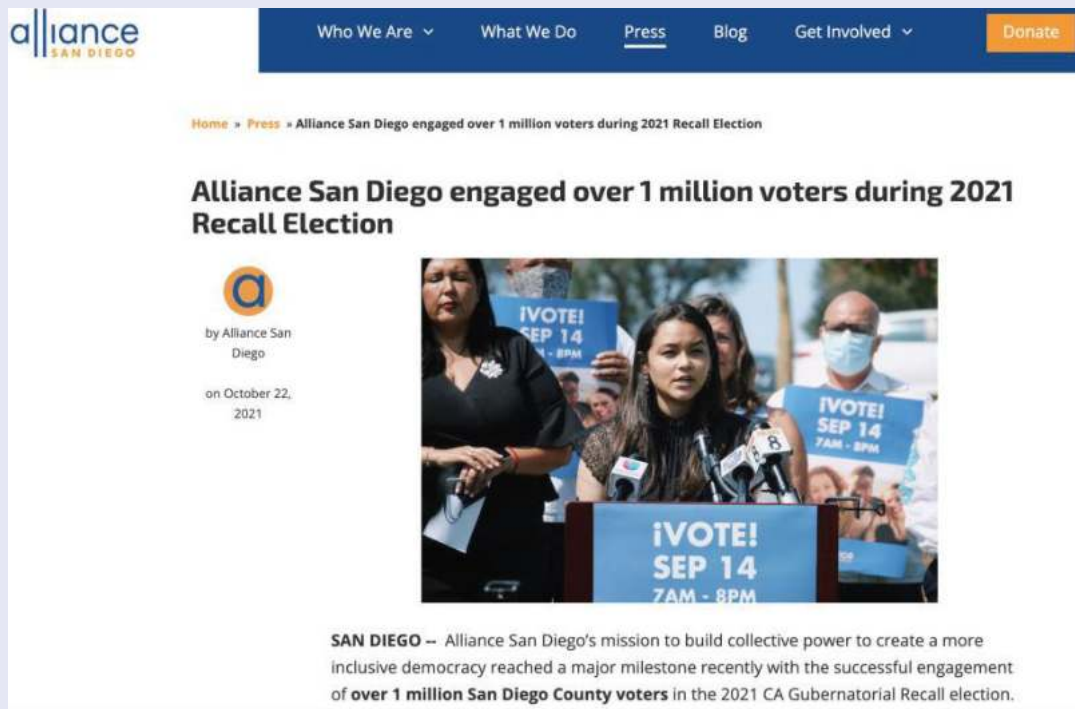 alliance
SAN DIEGO
Who We Are What We Do Press Blog Get Involved Donate
Home » Press » Alliance San Diego engaged over 1 million voters during 2021 Recall Election
Alliance San Diego engaged over 1 million voters during 2021
Recall Election
a
by Alliance San
Diego
on October 22,
2021
¡VOTE!
SEP 14
- 8PM
¡VOTE!
SEP 14
7AM - 8PM
8
¡VOTE!
SEP 14
7AM - 8PM
SAN DIEGO -- Alliance San Diego's mission to build collective power to create a more
inclusive democracy reached a major milestone recently with the successful engagement
of over 1 million San Diego County voters in the 2021 CA Gubernatorial Recall election.